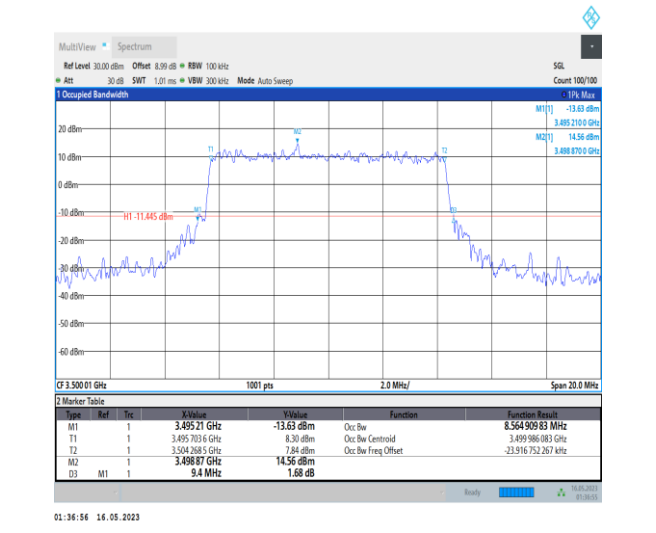 MultiView Spectrum
Ref Level 30.00 dBm Offset 8.99 dB RBW 100 kHz SGL
Att 30 dB SWT 1.01 ms VBW 300 kHz Mode Auto Sweep Count 100/100
1 Occupied Bandwidth 1Pk Max
M1[1] -13.63 dBm
3.495 210 0 GHz
M2[1] 14.56 dBm
3.498 870 0 GHz
20 dBm
M2
T1
T2
10 dBm
0 dBm
-10 dBm
M1
H1 -11.445 dBm
-20 dBm
-30 dBm
-40 dBm
-50 dBm
-60 dBm
CF 3.500 01 GHz 1001 pts 2.0 MHz/ Span 20.0 MHz
2 Marker Table
Type Ref Trc X-Value Y-Value Function Function Result
M1 1 3.495 21 GHz -13.63 dBm Occ Bw 8.564 909 83 MHz
T1 1 3.495 703 6 GHz 8.30 dBm Occ Bw Centroid 3.499 986 083 GHz
T2 1 3.504 268 5 GHz 7.84 dBm Occ Bw Freq Offset -23.916 752 267 kHz
M2 1 3.498 87 GHz 14.56 dBm
D3 M1 1 9.4 MHz 1.68 dB
Ready 16.05.2023
01:36:55
01:36:56 16.05.2023